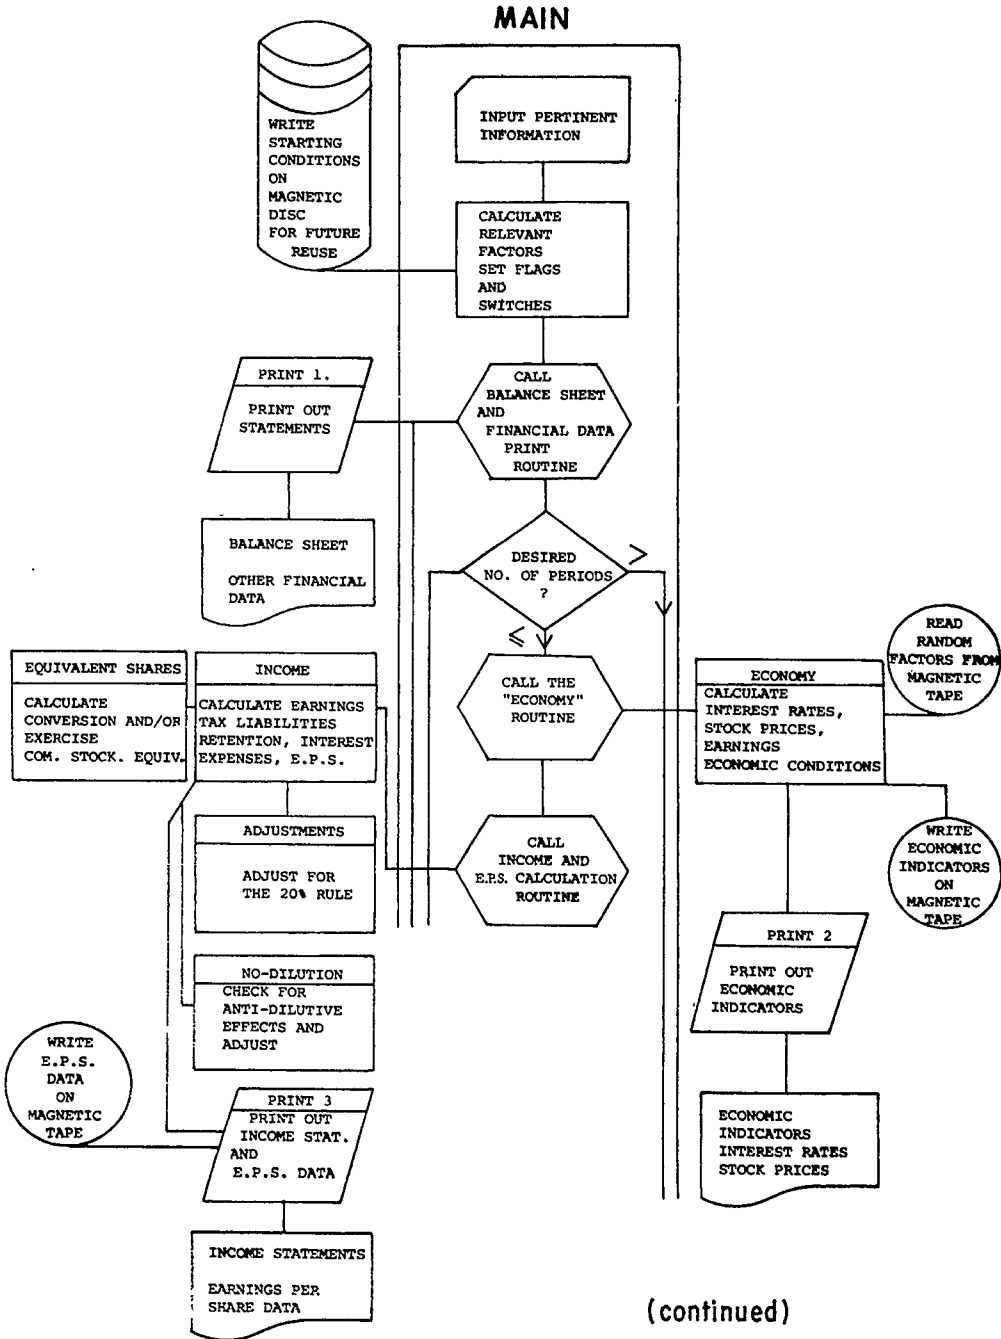 MAIN
WRITE
STARTING
CONDITIONS
ON
MAGNETIC
DISC
FOR FUTURE
REUSE
INPUT PERTINENT
INFORMATION
CALCULATE
RELEVANT
FACTORS
SET FLAGS
AND
SWITCHES
PRINT 1.
PRINT OUT
STATEMENTS
CALL
BALANCE SHEET
AND
FINANCIAL DATA
PRINT
ROUTINE
BALANCE SHEET
OTHER FINANCIAL
DATA
DESIRED
NO. OF PERIODS
?
>
≤
EQUIVALENT SHARES
CALCULATE
CONVERSION AND/OR
EXERCISE
COM. STOCK. EQUIV.
INCOME
CALCULATE EARNINGS
TAX LIABILITIES
RETENTION, INTEREST
EXPENSES, E.P.S.
CALL THE
"ECONOMY"
ROUTINE
ECONOMY
CALCULATE
INTEREST RATES,
STOCK PRICES,
EARNINGS
ECONOMIC CONDITIONS
READ
RANDOM
FACTORS FROM
MAGNETIC
TAPE
ADJUSTMENTS
ADJUST FOR
THE 20% RULE
CALL
INCOME AND
E.P.S. CALCULATION
ROUTINE
WRITE
ECONOMIC
INDICATORS
ON
MAGNETIC
TAPE
NO-DILUTION
CHECK FOR
ANTI-DILUTIVE
EFFECTS AND
ADJUST
PRINT 2
PRINT OUT
ECONOMIC
INDICATORS
WRITE
E.P.S.
DATA
ON
MAGNETIC
TAPE
PRINT 3
PRINT OUT
INCOME STAT.
AND
E.P.S. DATA
ECONOMIC
INDICATORS
INTEREST RATES
STOCK PRICES
INCOME STATEMENTS
EARNINGS PER
SHARE DATA
(continued)